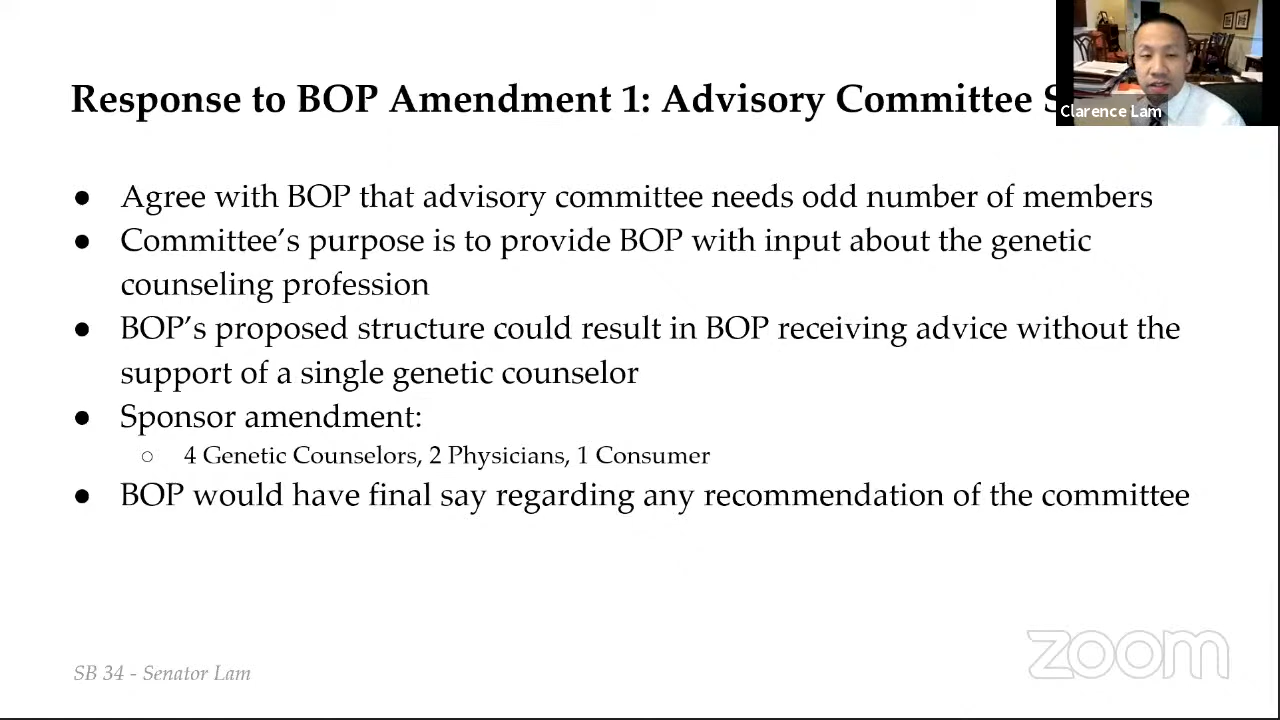 Response to BOP Amendment 1: Advisory Committee
Clarence Lam
● Agree with BOP that advisory committee needs odd number of members
● Committee’s purpose is to provide BOP with input about the genetic
counseling profession
● BOP’s proposed structure could result in BOP receiving advice without the
support of a single genetic counselor
● Sponsor amendment:
○ 4 Genetic Counselors, 2 Physicians, 1 Consumer
● BOP would have final say regarding any recommendation of the committee
SB 34 - Senator Lam
zoom